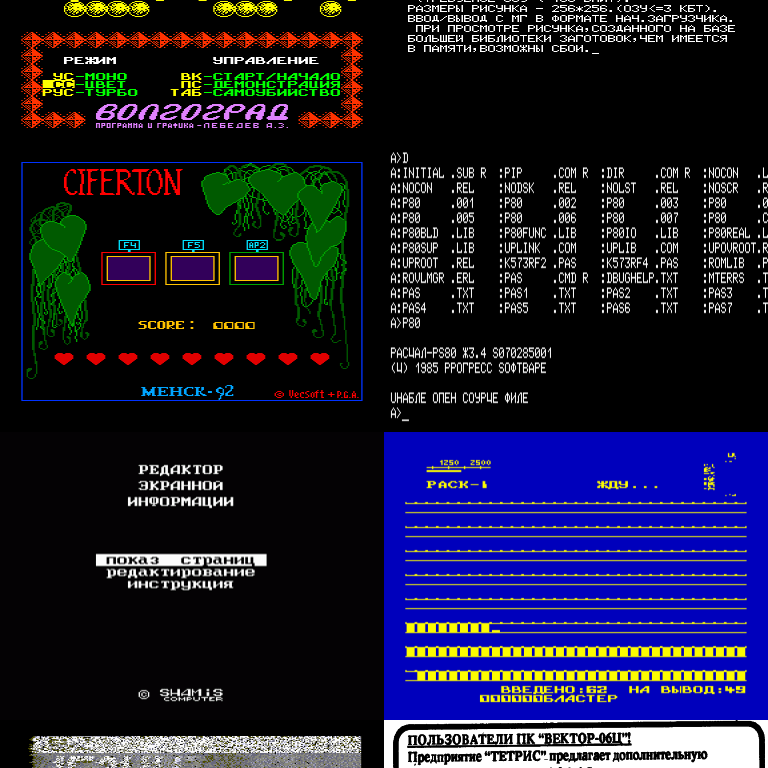 РЕЖИМ УПРАВЛЕНИЕ
УС-МОНО ВК-СТАРТ/НАЧАЛО
СС-ЦВЕТ ПС-ДЕМОНСТРАЦИЯ
РУС-ТУРБО ТАБ-САМОУБИЙСТВО
ВОЛГОГРАД
ПРОГРАММА И ГРАФИКА-ЛЕБЕДЕВ А.З.
РАЗМЕРЫ РИСУНКА - 256*256.(ОЗУ<=3 КБТ).
ВВОД/ВЫВОД С МГ В ФОРМАТЕ НАЧ.ЗАГРУЗЧИКА.
ПРИ ПРОСМОТРЕ РИСУНКА,СОЗДАННОГО НА БАЗЕ
БОЛЬШЕЙ БИБЛИОТЕКИ ЗАГОТОВОК,ЧЕМ ИМЕЕТСЯ
В ПАМЯТИ,ВОЗМОЖНЫ СБОИ._
CIFERTON
F4 F5 AP2
SCORE: 0000
МЕНСК-92
© VecSoft + P.G.A.
A>D
A:INITIAL .SUB R :PIP .COM R :DIR .COM R :NOCON .L
A:NOCON .REL :NODSK .REL :NOLST .REL :NOSCR .R
A:P80 .001 :P80 .002 :P80 .003 :P80 .0
A:P80 .005 :P80 .006 :P80 .007 :P80 .C
A:P80BLD .LIB :P80FUNC .LIB :P80IO .LIB :P80REAL .L
A:P80SUP .LIB :UPLINK .COM :UPLIB .COM :UPOVROOT.R
A:UPROOT .REL :K573RF2 .PAS :K573RF4 .PAS :ROMLIB .P
A:ROVLMGR .ERL :PAS .CMD R :DBUGHELP.TXT :MTERRS .T
A:PAS .TXT :PAS1 .TXT :PAS2 .TXT :PAS3 .T
A:PAS4 .TXT :PAS5 .TXT :PAS6 .TXT :PAS7 .T
A>P80
РАСЧАЛ-PS80 Ж3.4 S070285001
(Ц) 1985 РРОГРЕСС SОФТВАРЕ
УНАБЛЕ ОПЕН СОУРЧЕ ФИЛЕ
A>_
РЕДАКТОР
ЭКРАННОЙ
ИНФОРМАЦИИ
показ страниц
редактирование
инструкция
© SHAMIS
COMPUTER
1250 2500
PACK-1 ЖДУ...
ВВЕДЕНО:62 НА ВЫВОД:49
БЛАСТЕР
ПОЛЬЗОВАТЕЛИ ПК "ВЕКТОР-06Ц"!
Предприятие "ТЕТРИС" предлагает дополнительную